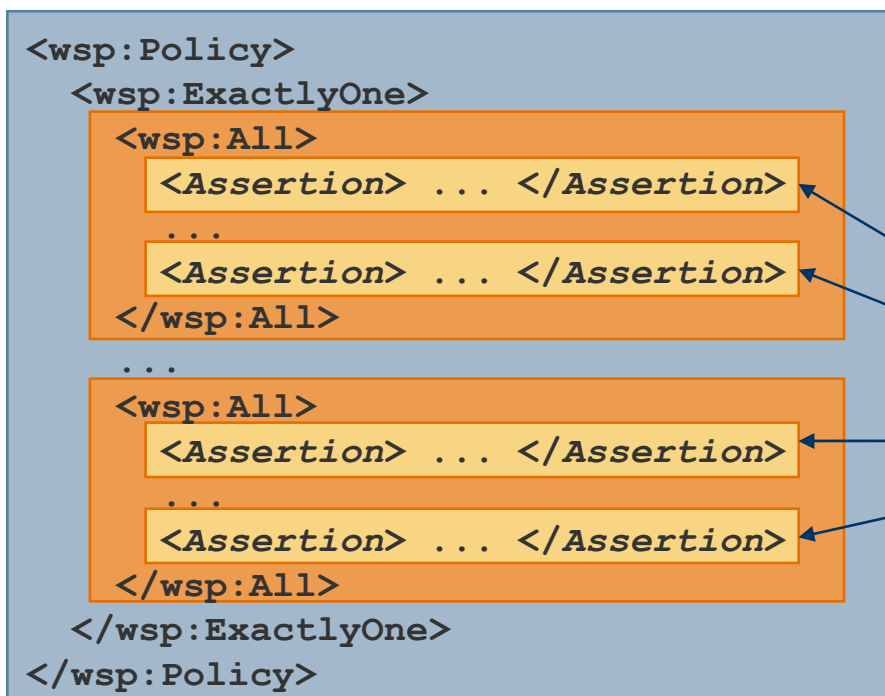 <wsp:Policy>
<wsp:ExactlyOne>
<wsp:All>
<Assertion> ... </Assertion>
...
<Assertion> ... </Assertion>
</wsp:All>
...
<wsp:All>
<Assertion> ... </Assertion>
...
<Assertion> ... </Assertion>
</wsp:All>
</wsp:ExactlyOne>
</wsp:Policy>